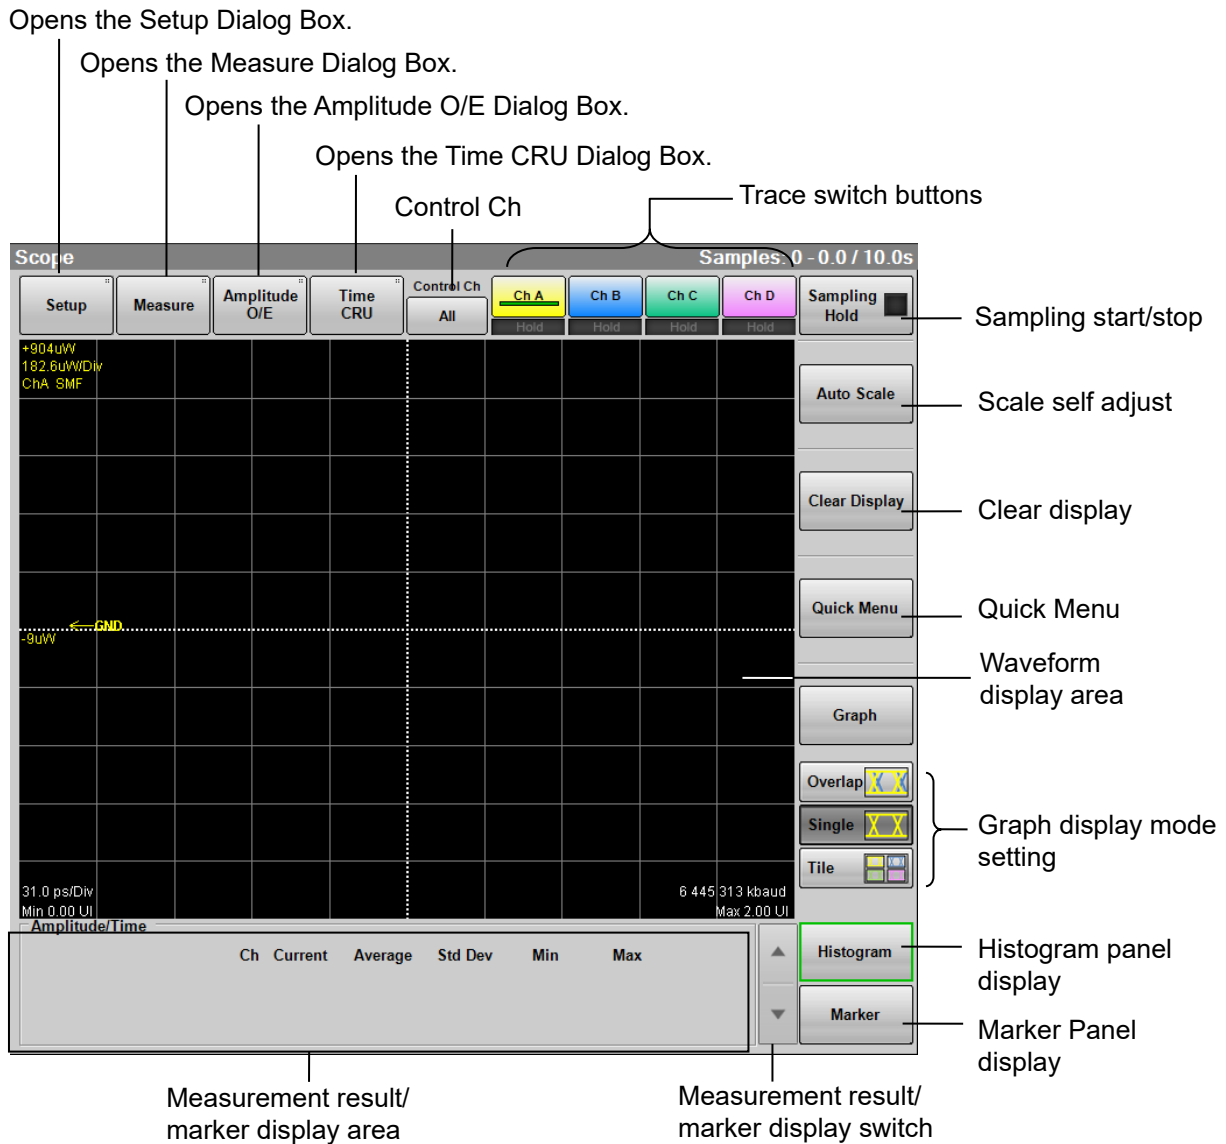 Opens the Setup Dialog Box.
Opens the Measure Dialog Box.
Opens the Amplitude O/E Dialog Box.
Opens the Time CRU Dialog Box.
Control Ch
Trace switch buttons
Scope
Samples: 0 - 0.0 / 10.0s
Setup
Measure
Amplitude
O/E
Time
CRU
Control Ch
All
Ch A
Hold
Ch B
Hold
Ch C
Hold
Ch D
Hold
Sampling
Hold
Sampling start/stop
+904uW
182.6uW/Div
ChA SMF
Auto Scale
Scale self adjust
Clear Display
Clear display
Quick Menu
Quick Menu
GND
-9uW
Waveform
display area
Graph
Overlap
Single
Tile
Graph display mode
setting
31.0 ps/Div
Min 0.00 UI
6 445 313 kbaud
Max 2.00 UI
Amplitude/Time
Ch Current Average Std Dev Min Max
Histogram
Histogram panel
display
Marker
Marker Panel
display
Measurement result/
marker display area
Measurement result/
marker display switch